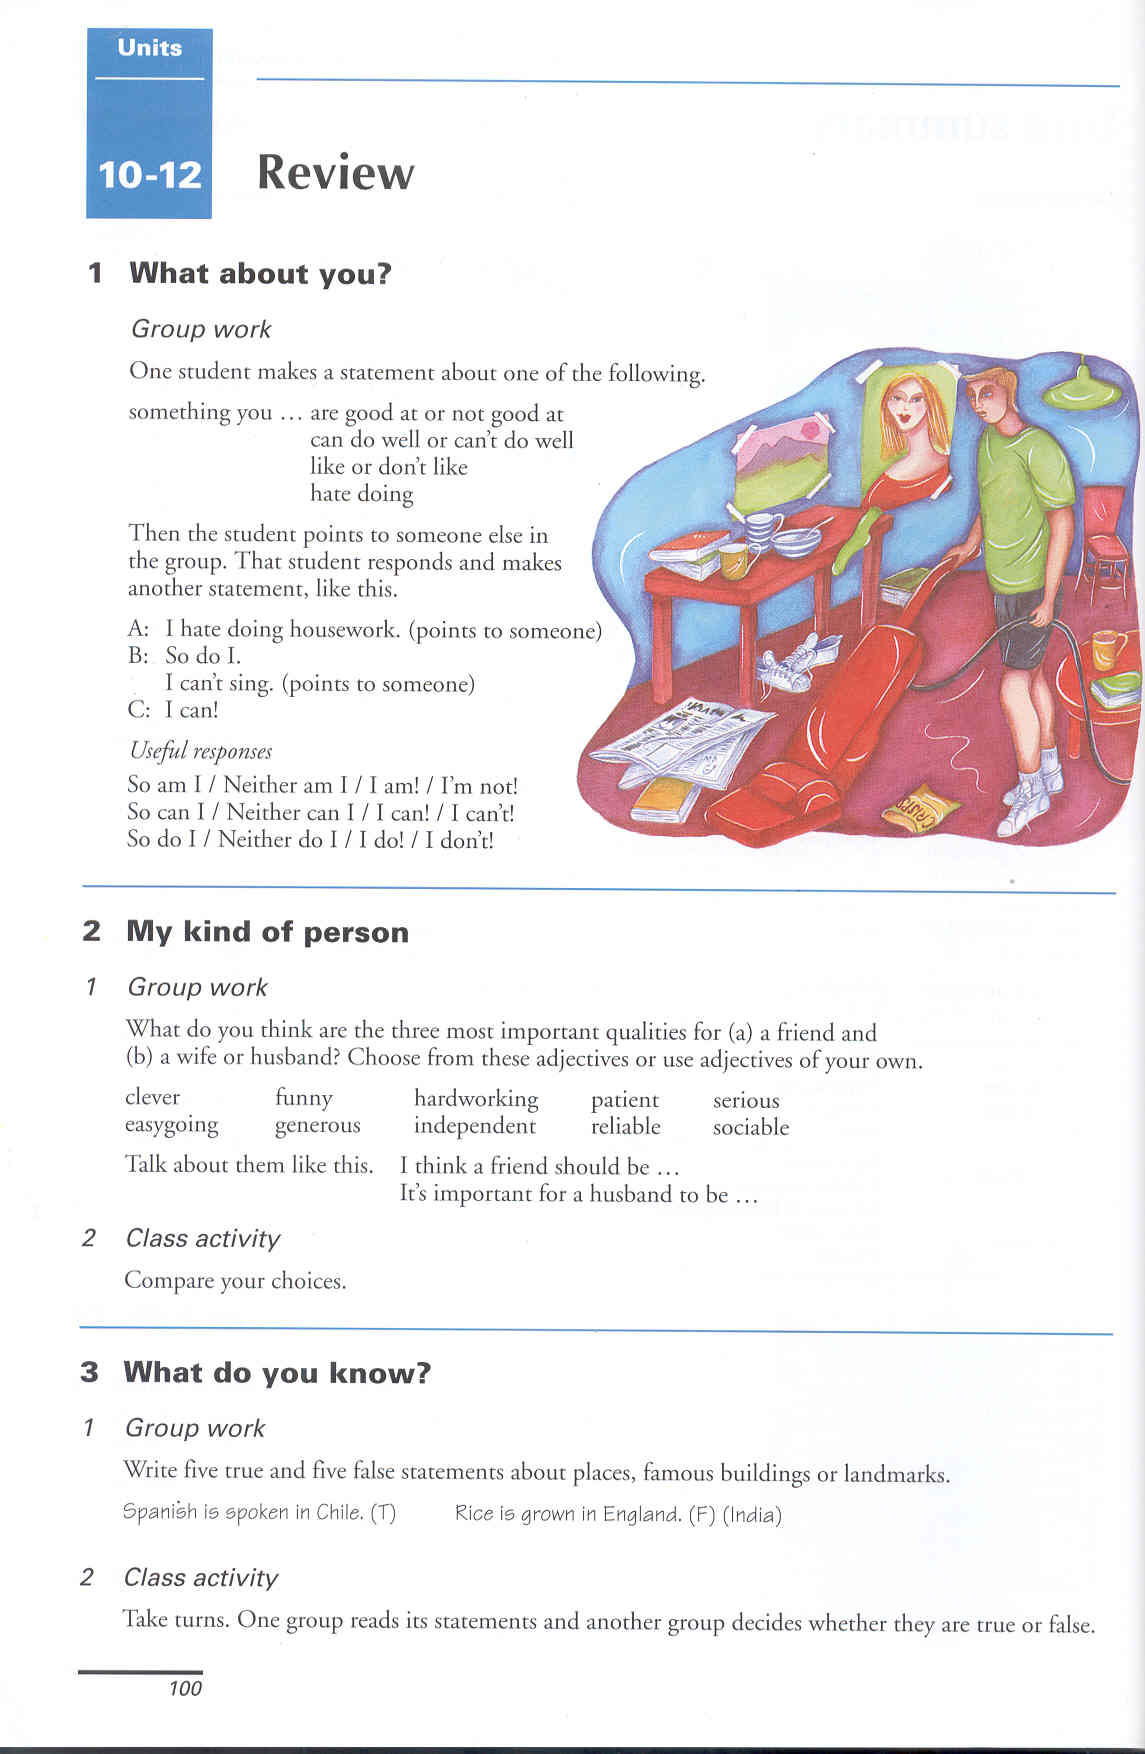 Units
10-12
Review
1 What about you?
Group work
One student makes a statement about one of the following.
something you ... are good at or not good at
can do well or can't do well
like or don't like
hate doing
Then the student points to someone else in
the group. That student responds and makes
another statement, like this.
A: I hate doing housework. (points to someone)
B: So do I.
I can't sing. (points to someone)
C: I can!
Useful responses
So am I / Neither am I / I am! / I'm not!
So can I / Neither can I / I can! / I can't!
So do I / Neither do I / I do! / I don't!
CRISPS
2 My kind of person
1 Group work
What do you think are the three most important qualities for (a) a friend and
(b) a wife or husband? Choose from these adjectives or use adjectives of your own.
clever funny hardworking patient serious
easygoing generous independent reliable sociable
Talk about them like this. I think a friend should be ...
It's important for a husband to be ...
2 Class activity
Compare your choices.
3 What do you know?
1 Group work
Write five true and five false statements about places, famous buildings or landmarks.
Spanish is spoken in Chile. (T) Rice is grown in England. (F) (India)
2 Class activity
Take turns. One group reads its statements and another group decides whether they are true or false.
100